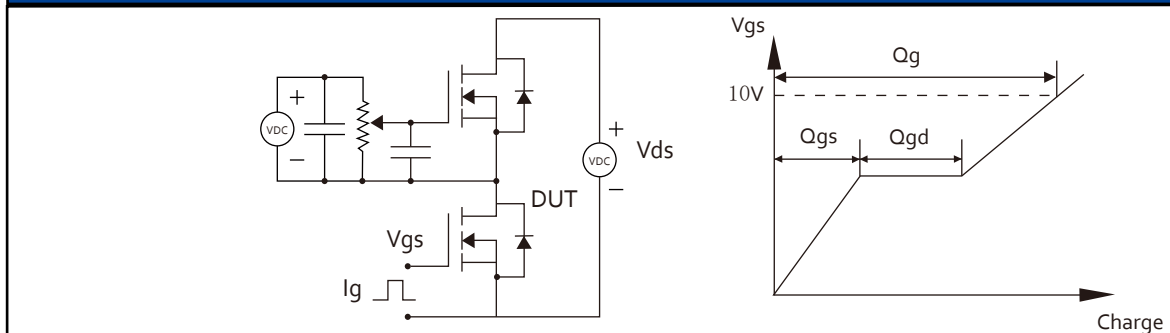 VDC
+
−
DUT
Vgs
Ig
VDC
+
−
Vds
Vgs
10V
Qg
Qgs
Qgd
Charge